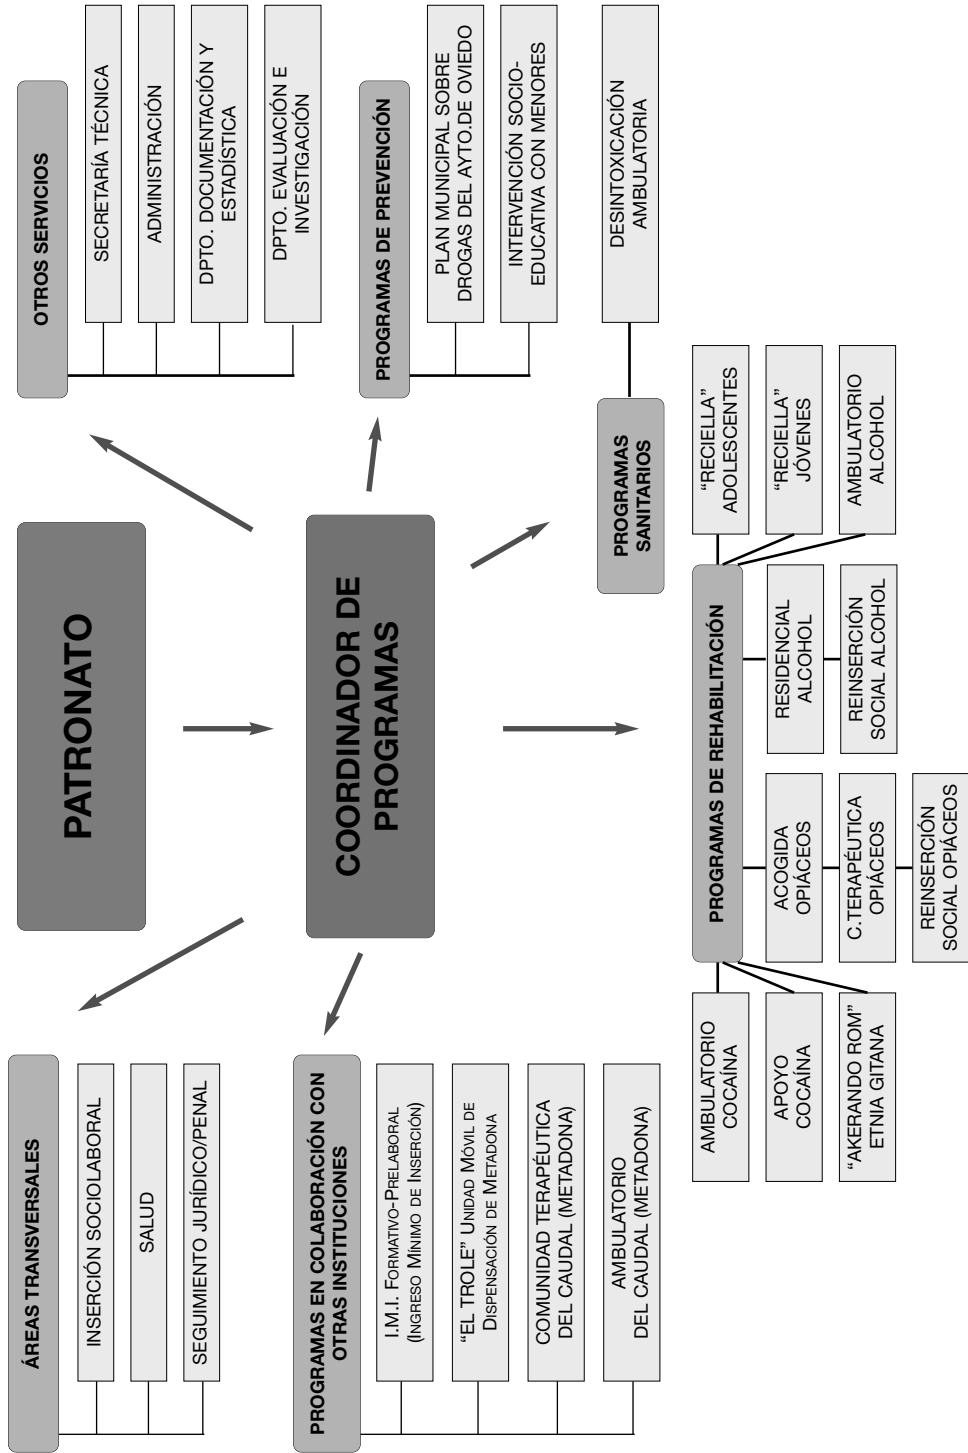 PATRONATO
COORDINADOR DE
PROGRAMAS
ÁREAS TRANSVERSALES
INSERCIÓN SOCIOLABORAL
SALUD
SEGUIMIENTO JURÍDICO/PENAL
PROGRAMAS EN COLABORACIÓN CON
OTRAS INSTITUCIONES
I.M.I. FORMATIVO-PRELABORAL
(INGRESO MÍNIMO DE INSERCIÓN)
“EL TROLE” UNIDAD MÓVIL DE
DISPENSACIÓN DE METADONA
COMUNIDAD TERAPÉUTICA
DEL CAUDAL (METADONA)
AMBULATORIO
DEL CAUDAL (METADONA)
OTROS SERVICIOS
SECRETARÍA TÉCNICA
ADMINISTRACIÓN
DPTO. DOCUMENTACIÓN Y
ESTADÍSTICA
DPTO. EVALUACIÓN E
INVESTIGACIÓN
PROGRAMAS DE PREVENCIÓN
PLAN MUNICIPAL SOBRE
DROGAS DEL AYTO.DE OVIEDO
INTERVENCIÓN SOCIO-
EDUCATIVA CON MENORES
PROGRAMAS
SANITARIOS
DESINTOXICACIÓN
AMBULATORIA
PROGRAMAS DE REHABILITACIÓN
AMBULATORIO
COCAÍNA
APOYO
COCAÍNA
“AKERANDO ROM”
ETNIA GITANA
ACOGIDA
OPIÁCEOS
C.TERAPÉUTICA
OPIÁCEOS
REINSERCIÓN
SOCIAL OPIÁCEOS
RESIDENCIAL
ALCOHOL
REINSERCIÓN
SOCIAL ALCOHOL
“RECIELLA”
ADOLESCENTES
“RECIELLA”
JÓVENES
AMBULATORIO
ALCOHOL